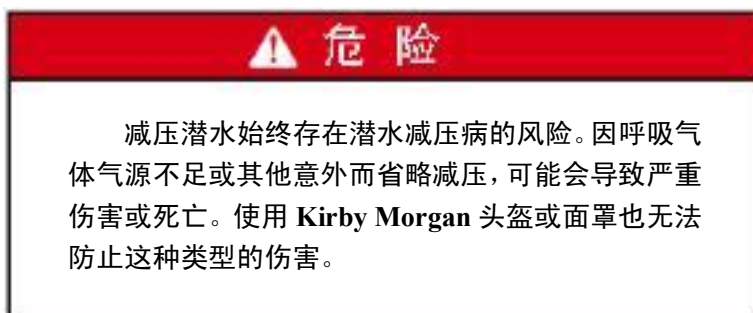 危 险
减压潜水始终存在潜水减压病的风险。因呼吸气
体气源不足或其他意外而省略减压，可能会导致严重
伤害或死亡。使用 Kirby Morgan 头盔或面罩也无法
防止这种类型的伤害。